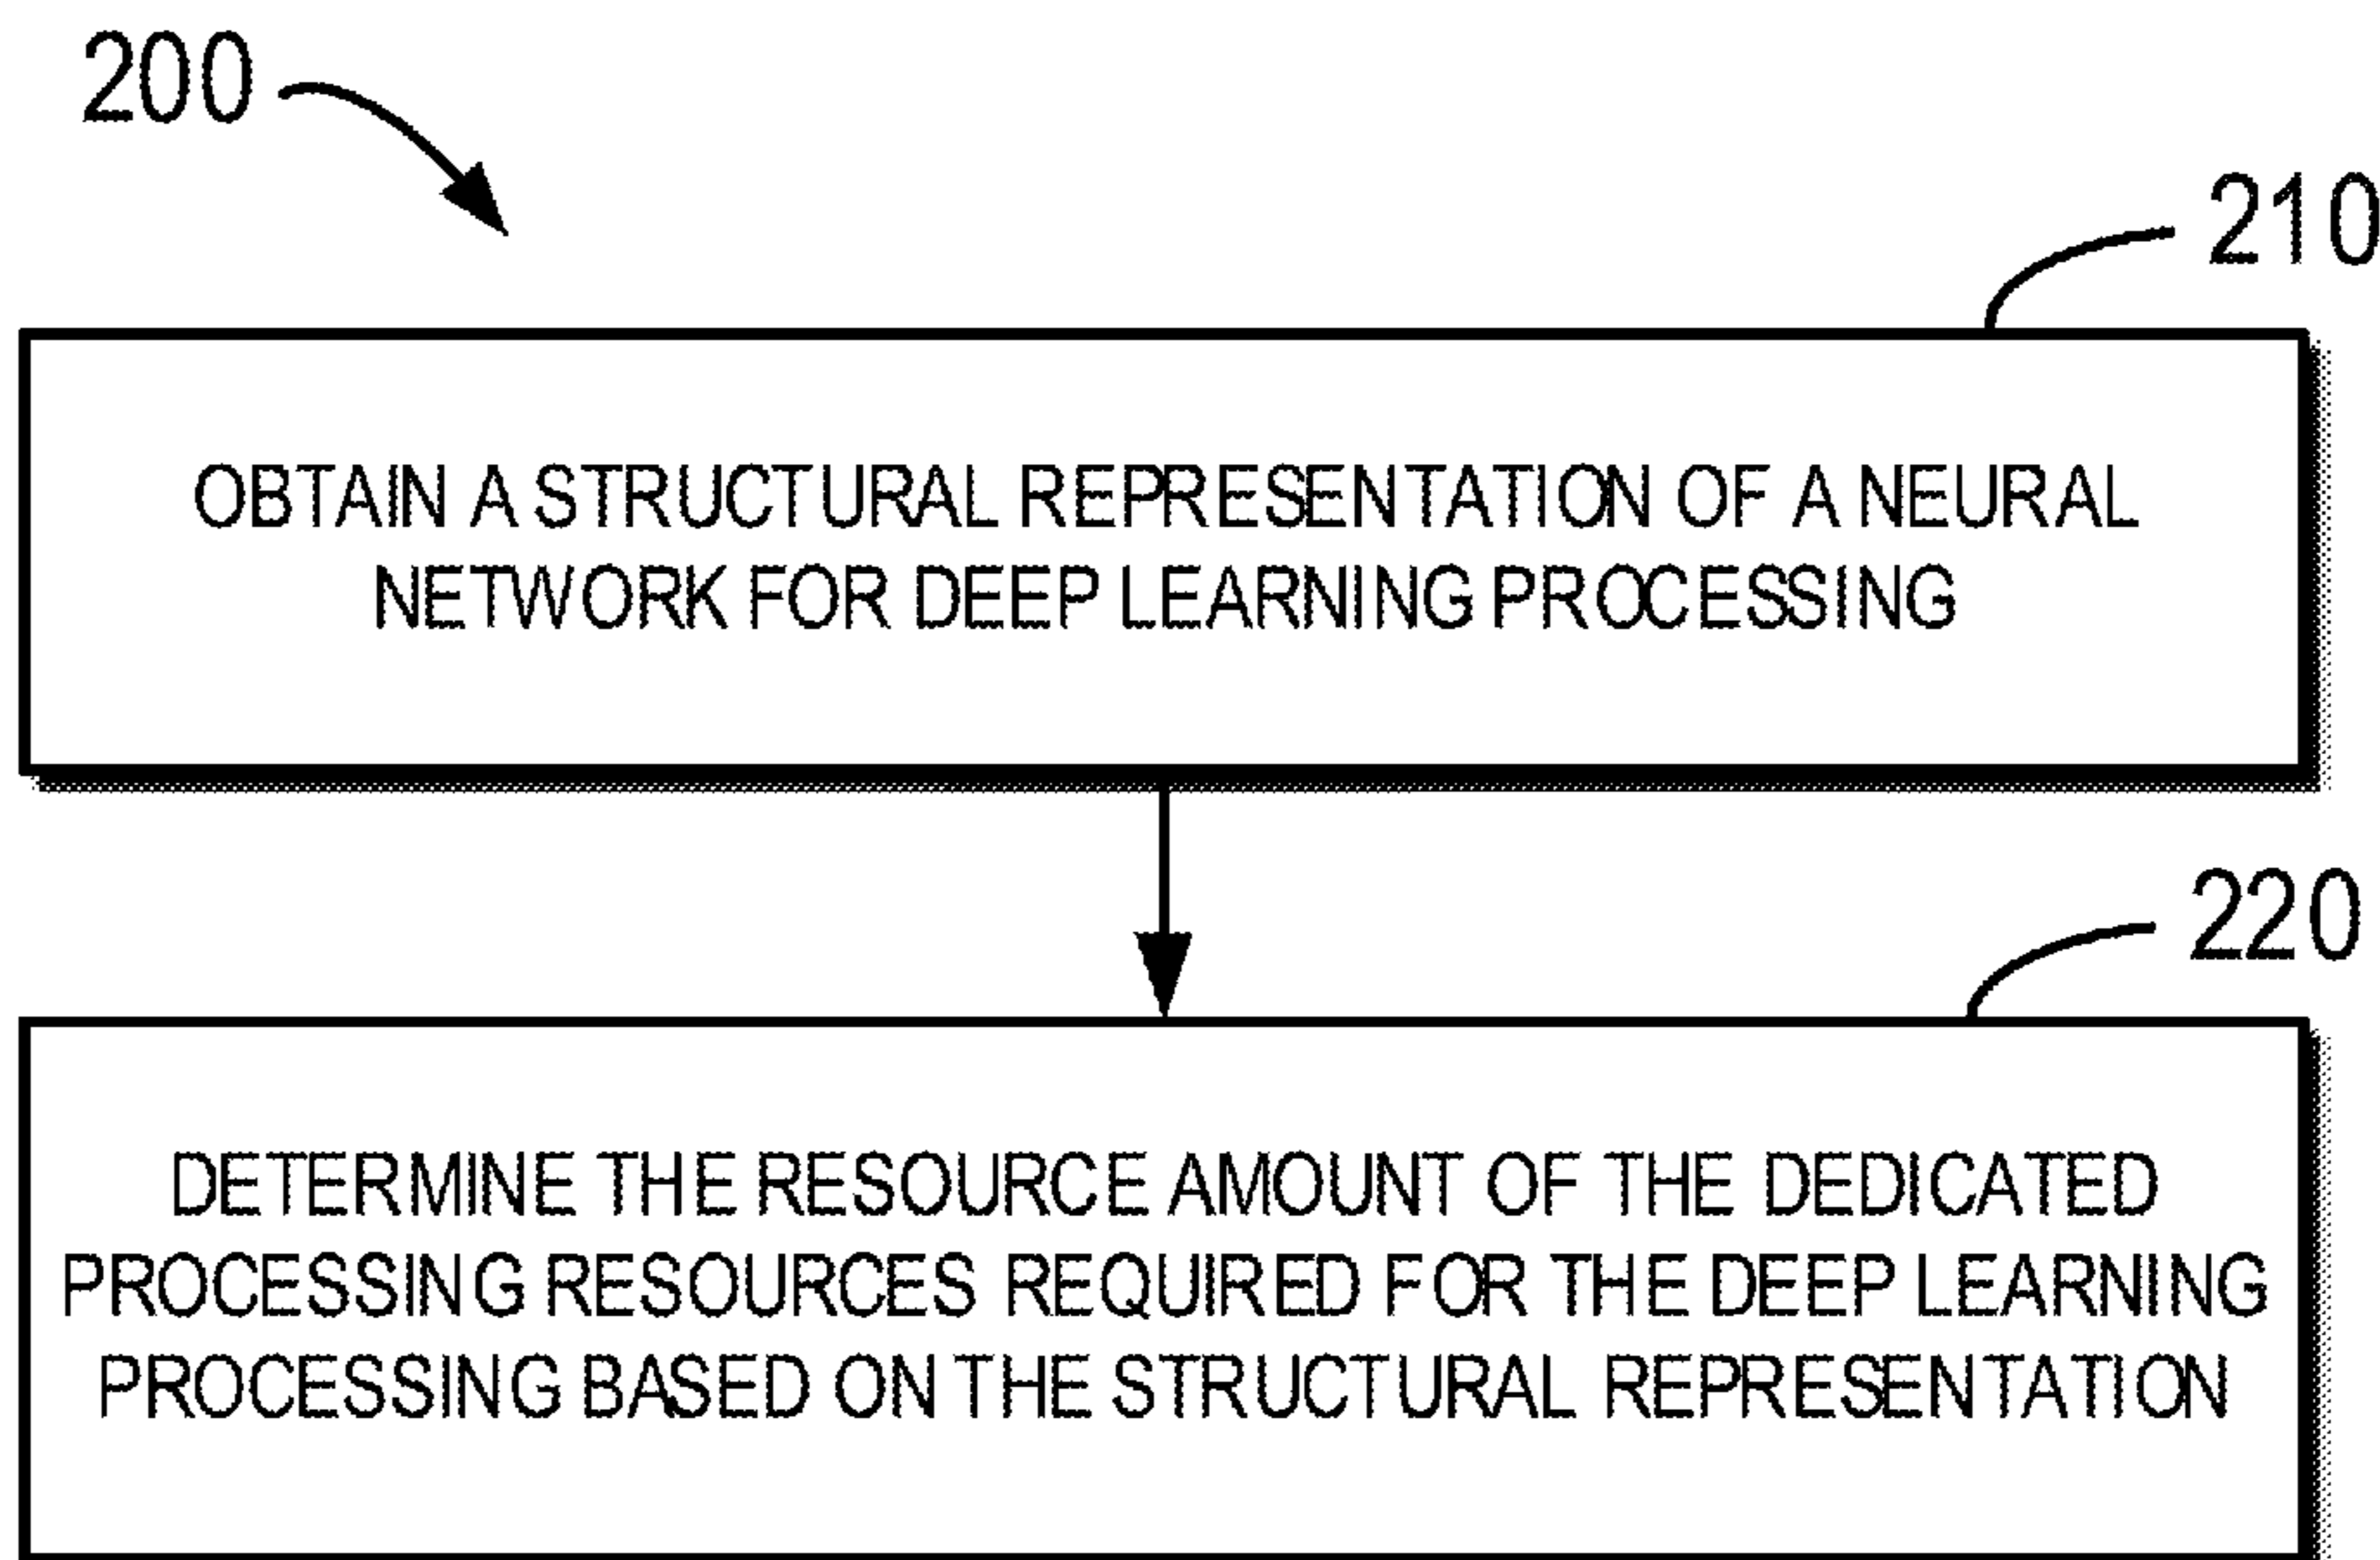 200
210
OBTAIN A STRUCTURAL REPRESENTATION OF A NEURAL
NETWORK FOR DEEP LEARNING PROCESSING
220
DETERMINE THE RESOURCE AMOUNT OF THE DEDICATED
PROCESSING RESOURCES REQUIRED FOR THE DEEP LEARNING
PROCESSING BASED ON THE STRUCTURAL REPRESENTATION